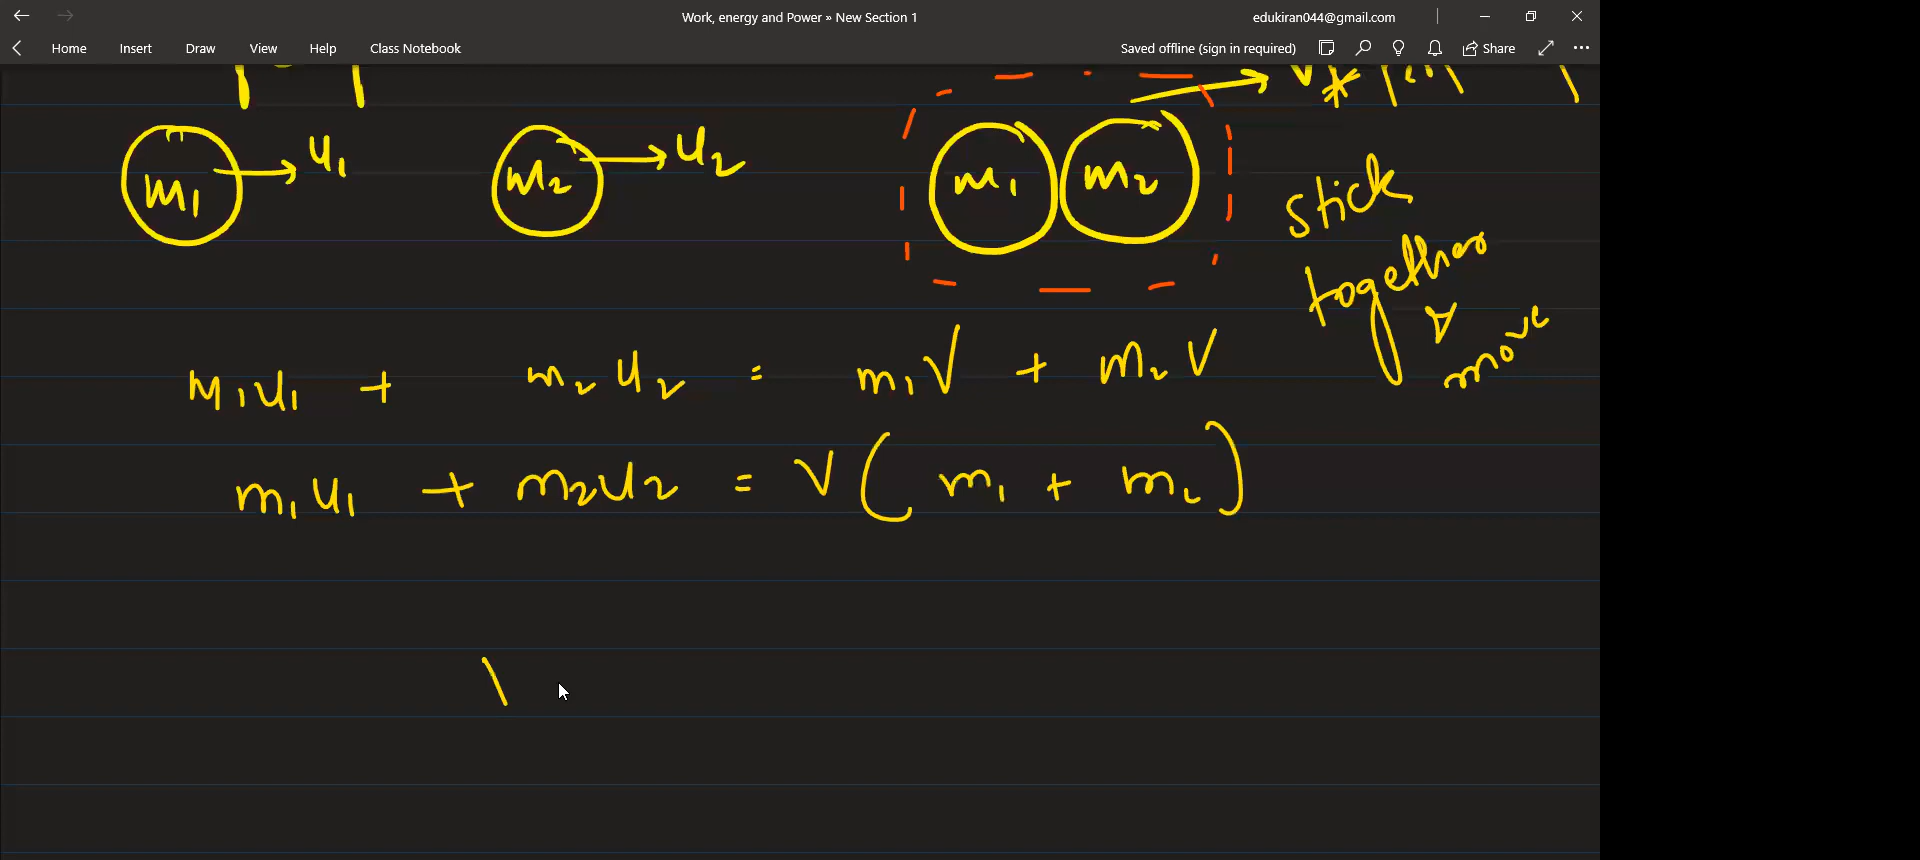 Work, energy and Power » New Section 1
edukiran044@gmail.com
Home Insert Draw View Help Class Notebook
Saved offline (sign in required) Share
m1 u1 m2 u2 m1 m2
stick
together
move
m1u1 + m2u2 = m1V + m2V
m1u1 + m2u2 = V(m1 + m2)